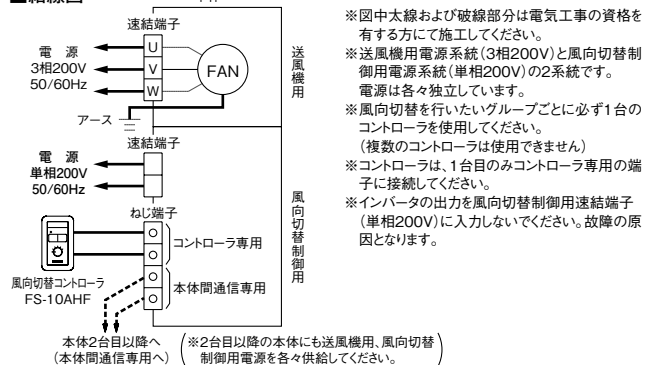 ■結線図
速結端子
電 源
3相200V
50/60Hz
U
V
W
FAN
送風機用
アース
速結端子
電 源
単相200V
50/60Hz
ねじ端子
コントローラ専用
本体間通信専用
風向切替制御用
風向切替コントローラ
FS-10AHF
本体2台目以降へ
(本体間通信専用へ)
(※2台目以降の本体にも送風機用、風向切替
制御用電源を各々供給してください。)
※図中太線および破線部分は電気工事の資格を
有する方にて施工してください。
※送風機用電源系統(3相200V)と風向切替制
御用電源系統(単相200V)の2系統です。
電源は各々独立しています。
※風向切替を行いたいグループごとに必ず1台の
コントローラを使用してください。
(複数のコントローラは使用できません)
※コントローラは、1台目のみコントローラ専用の端
子に接続してください。
※インバータの出力を風向切替制御用速結端子
(単相200V)に入力しないでください。故障の原
因となります。